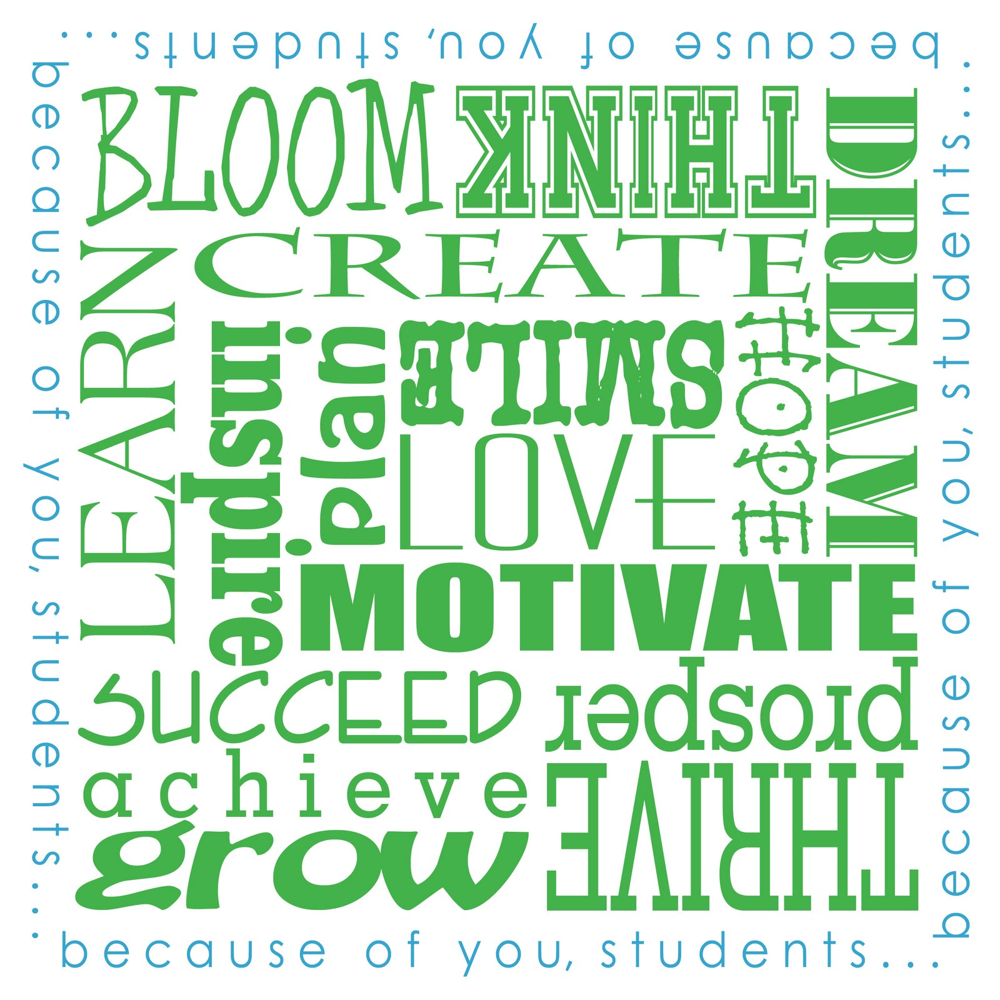 because of you, students...
BLOOM
THINK
DREAM
CREATE
LEARN
inspire
plan
SMILE
HOPE
LOVE
MOTIVATE
SUCCEED
prosper
achieve
THRIVE
grow
because of you, students...
because of you, students...
because of you, students...